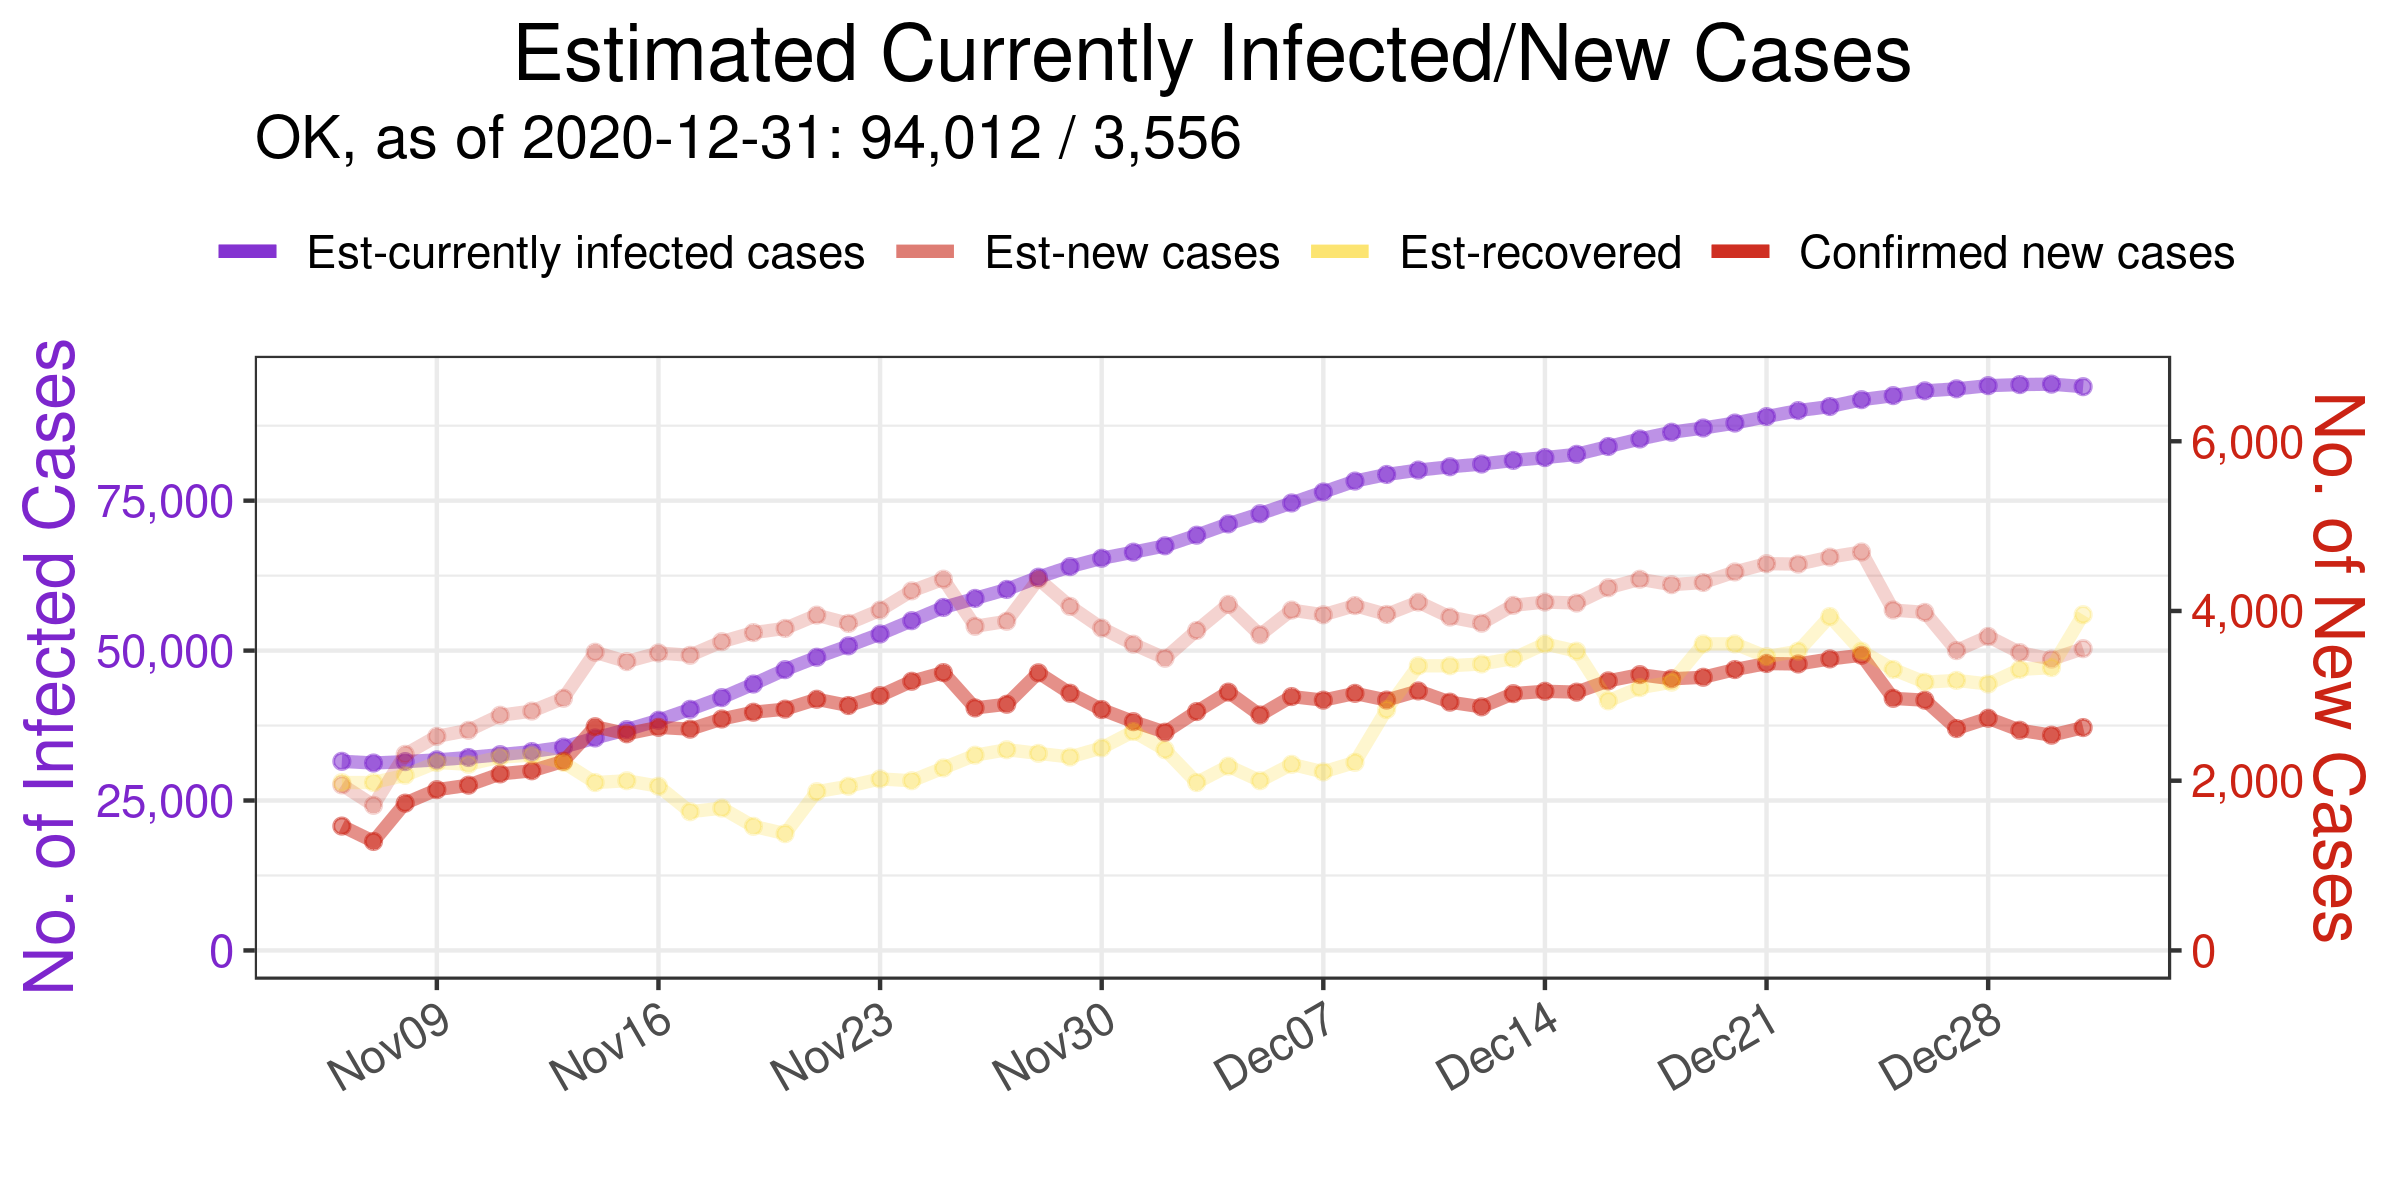 Estimated Currently Infected/New Cases
OK, as of 2020-12-31: 94,012 / 3,556
Est-currently infected cases Est-new cases Est-recovered Confirmed new cases
No. of Infected Cases
75,000
50,000
25,000
0
6,000
4,000
2,000
0
No. of New Cases
Nov09 Nov16 Nov23 Nov30 Dec07 Dec14 Dec21 Dec28